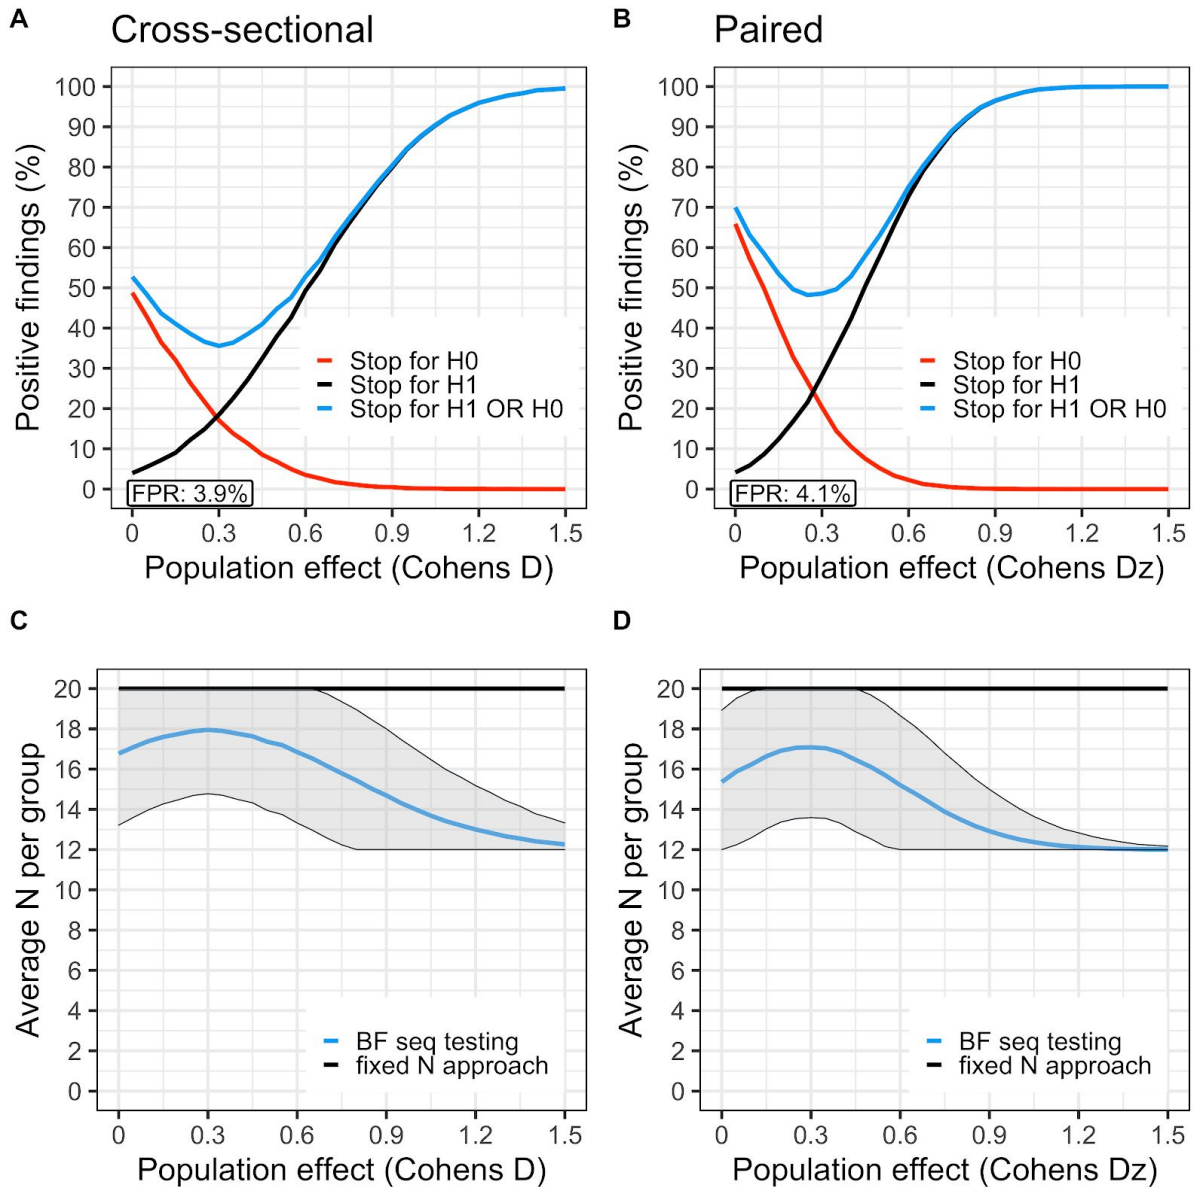 A
Cross-sectional
Positive findings (%)
100
90
80
70
60
50
40
30
20
10
0
Stop for H0
Stop for H1
Stop for H1 OR H0
FPR: 3.9%
0 0.3 0.6 0.9 1.2 1.5
Population effect (Cohens D)
B
Paired
Positive findings (%)
100
90
80
70
60
50
40
30
20
10
0
Stop for H0
Stop for H1
Stop for H1 OR H0
FPR: 4.1%
0 0.3 0.6 0.9 1.2 1.5
Population effect (Cohens Dz)
C
Average N per group
20
18
16
14
12
10
8
6
4
2
0
BF seq testing
fixed N approach
0 0.3 0.6 0.9 1.2 1.5
Population effect (Cohens D)
D
Average N per group
20
18
16
14
12
10
8
6
4
2
0
BF seq testing
fixed N approach
0 0.3 0.6 0.9 1.2 1.5
Population effect (Cohens Dz)